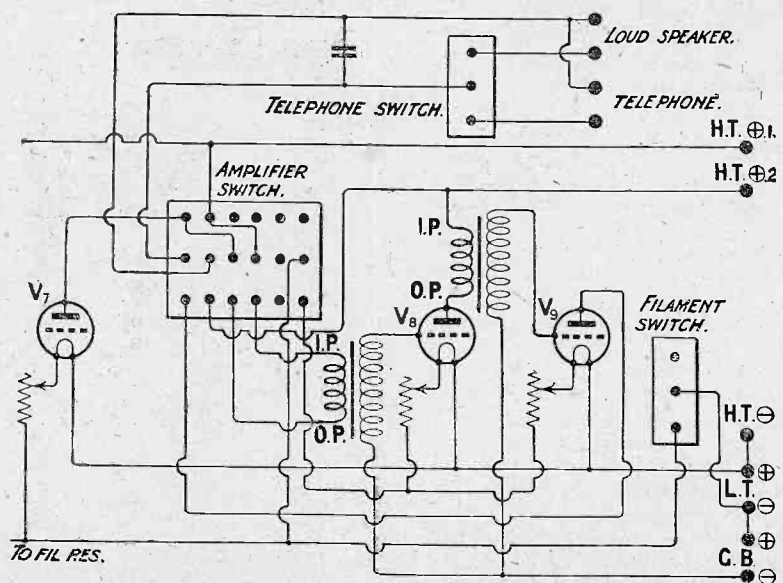 LOUD SPEAKER.
TELEPHONE SWITCH.
TELEPHONE.
H.T. ⊕.1.
H.T. ⊕.2
AMPLIFIER
SWITCH.
I.P.
O.P.
V7
V8
V9
FILAMENT
SWITCH.
I.P.
O.P.
H.T. ⊖
⊕
L.T.
⊖
⊕
TO FIL RES.
G.B.
⊖